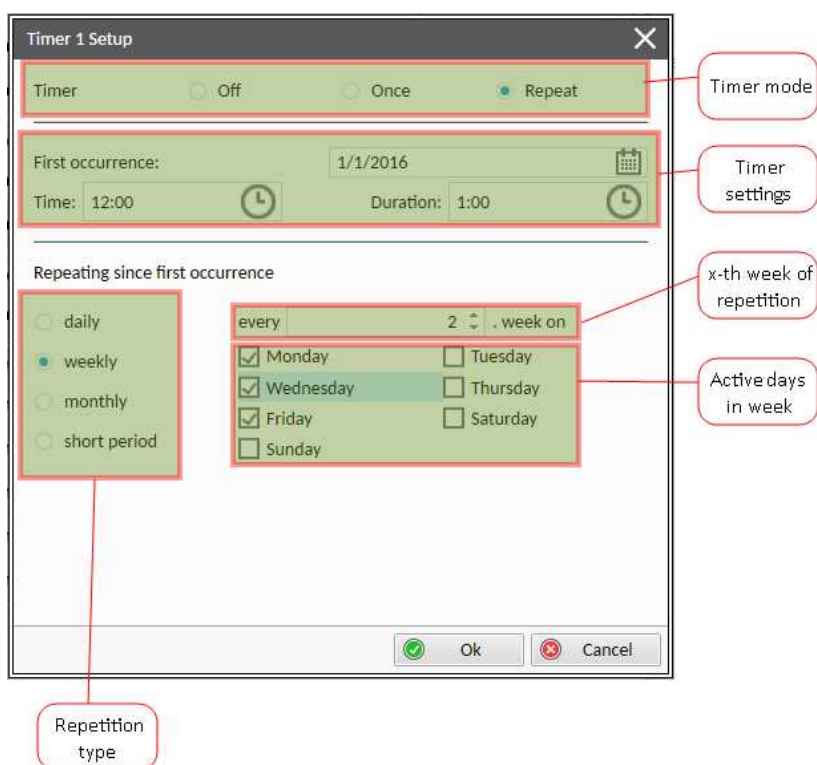 Timer 1 Setup
Timer Off Once Repeat
Timer mode
First occurrence: 1/1/2016
Time: 12:00 Duration: 1:00
Timer
settings
Repeating since first occurrence
x-th week of
repetition
daily
weekly
monthly
short period
every 2 . week on
Monday Tuesday
Wednesday Thursday
Friday Saturday
Sunday
Active days
in week
Ok Cancel
Repetition
type